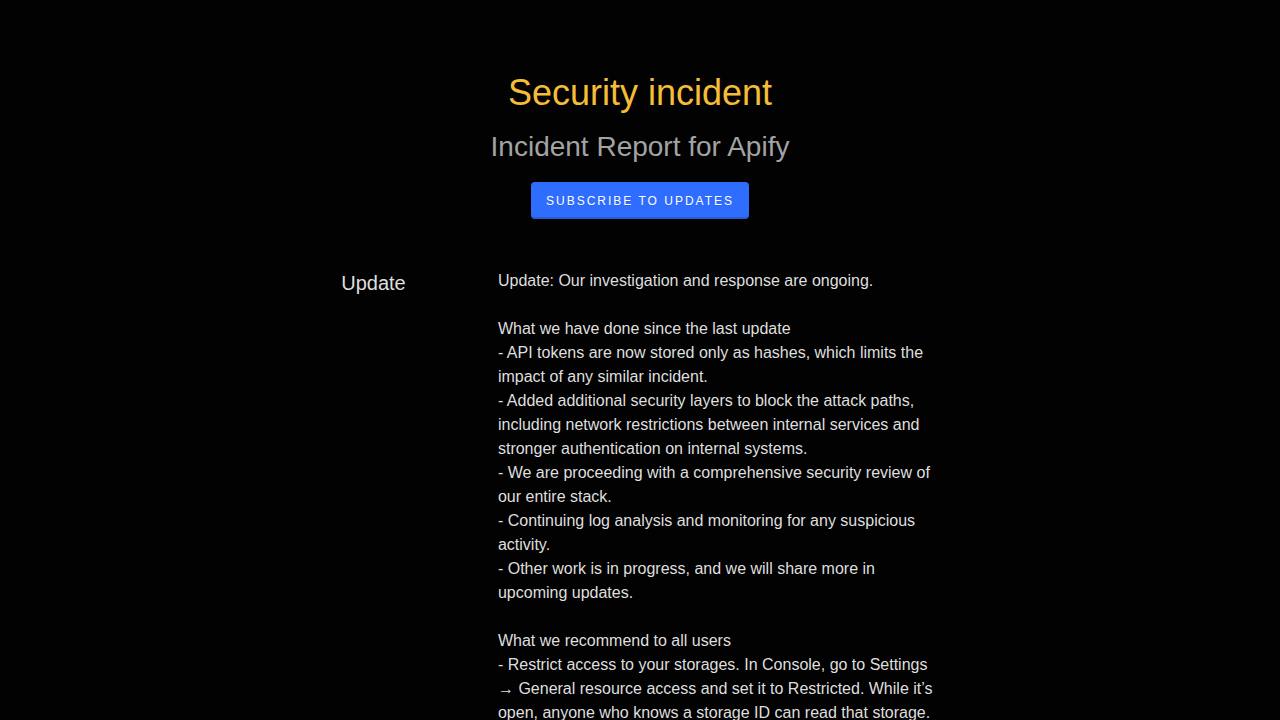 Security incident
Incident Report for Apify
SUBSCRIBE TO UPDATES
Update
Update: Our investigation and response are ongoing.
What we have done since the last update
- API tokens are now stored only as hashes, which limits the
impact of any similar incident.
- Added additional security layers to block the attack paths,
including network restrictions between internal services and
stronger authentication on internal systems.
- We are proceeding with a comprehensive security review of
our entire stack.
- Continuing log analysis and monitoring for any suspicious
activity.
- Other work is in progress, and we will share more in
upcoming updates.
What we recommend to all users
- Restrict access to your storages. In Console, go to Settings
→ General resource access and set it to Restricted. While it’s
open, anyone who knows a storage ID can read that storage.